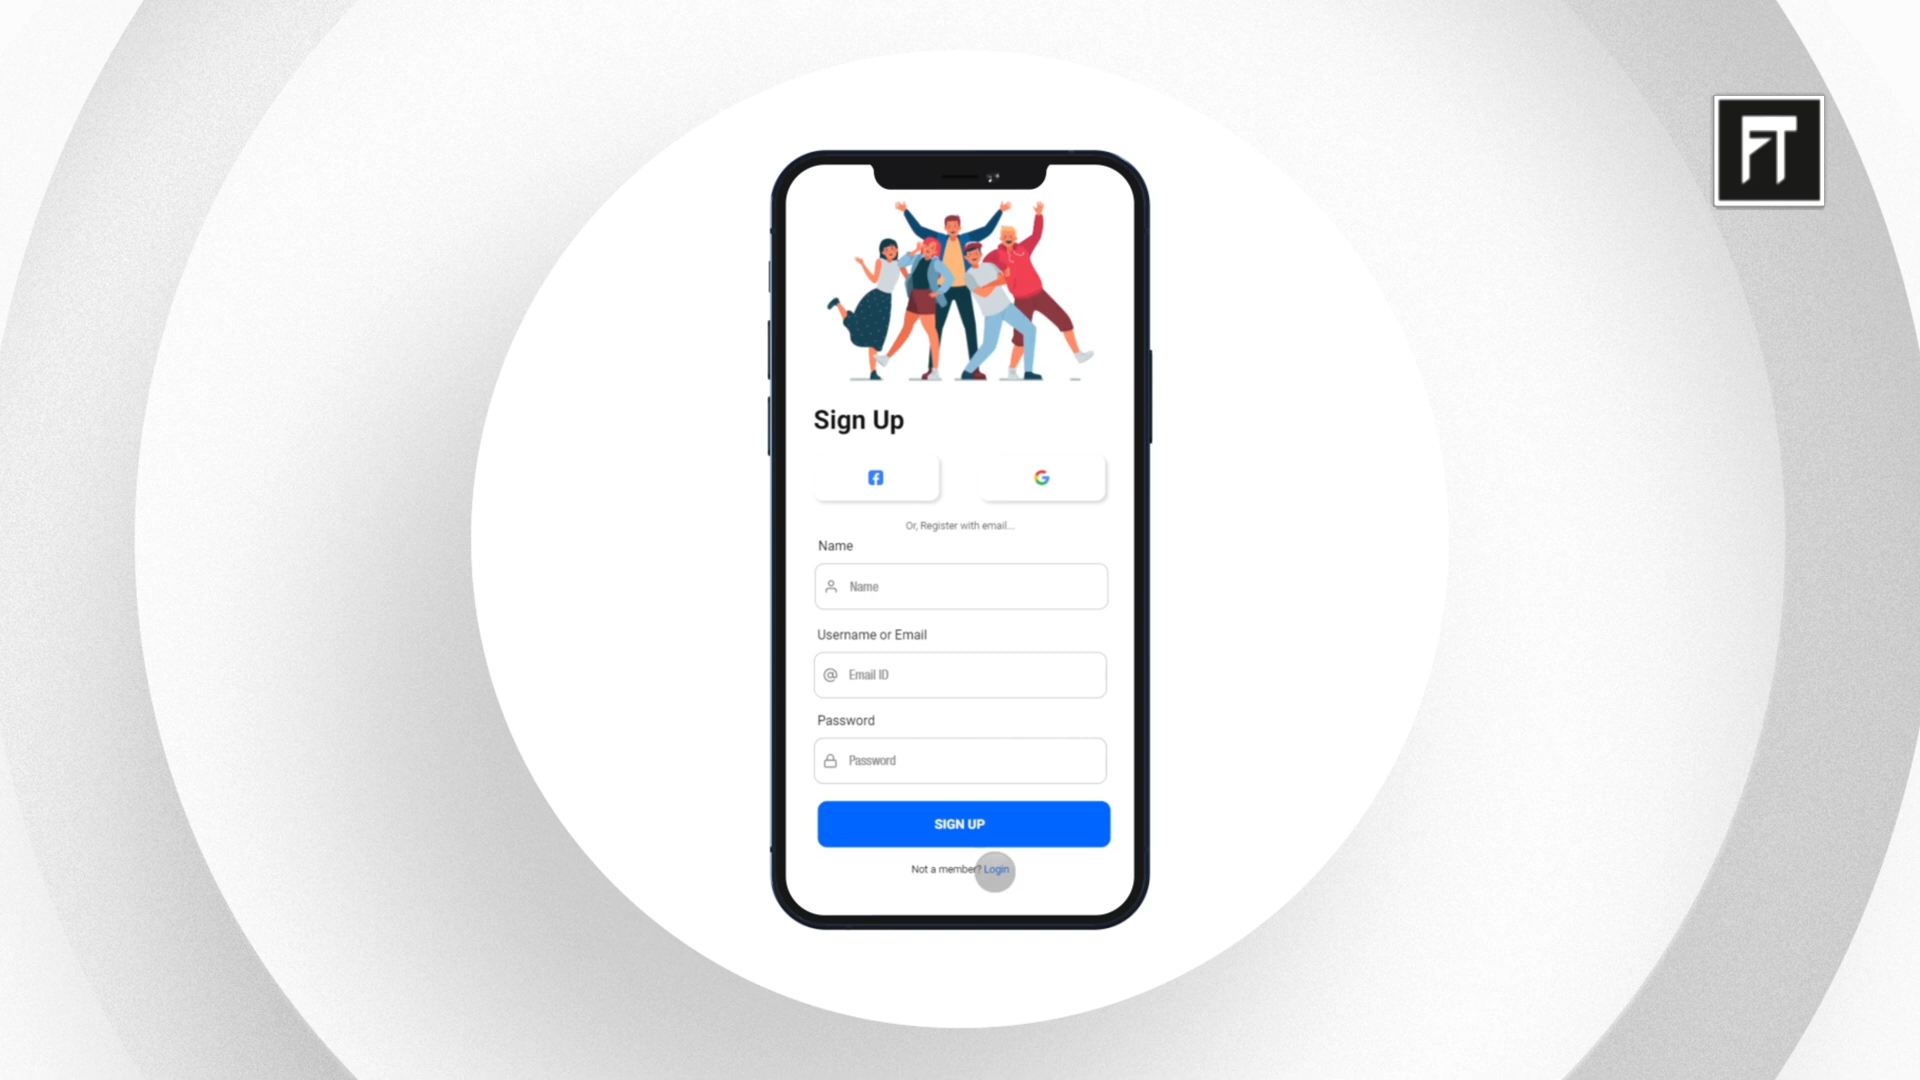 FT
Sign Up
Or, Register with email...
Name
Name
Username or Email
Email ID
Password
Password
SIGN UP
Not a member? Login